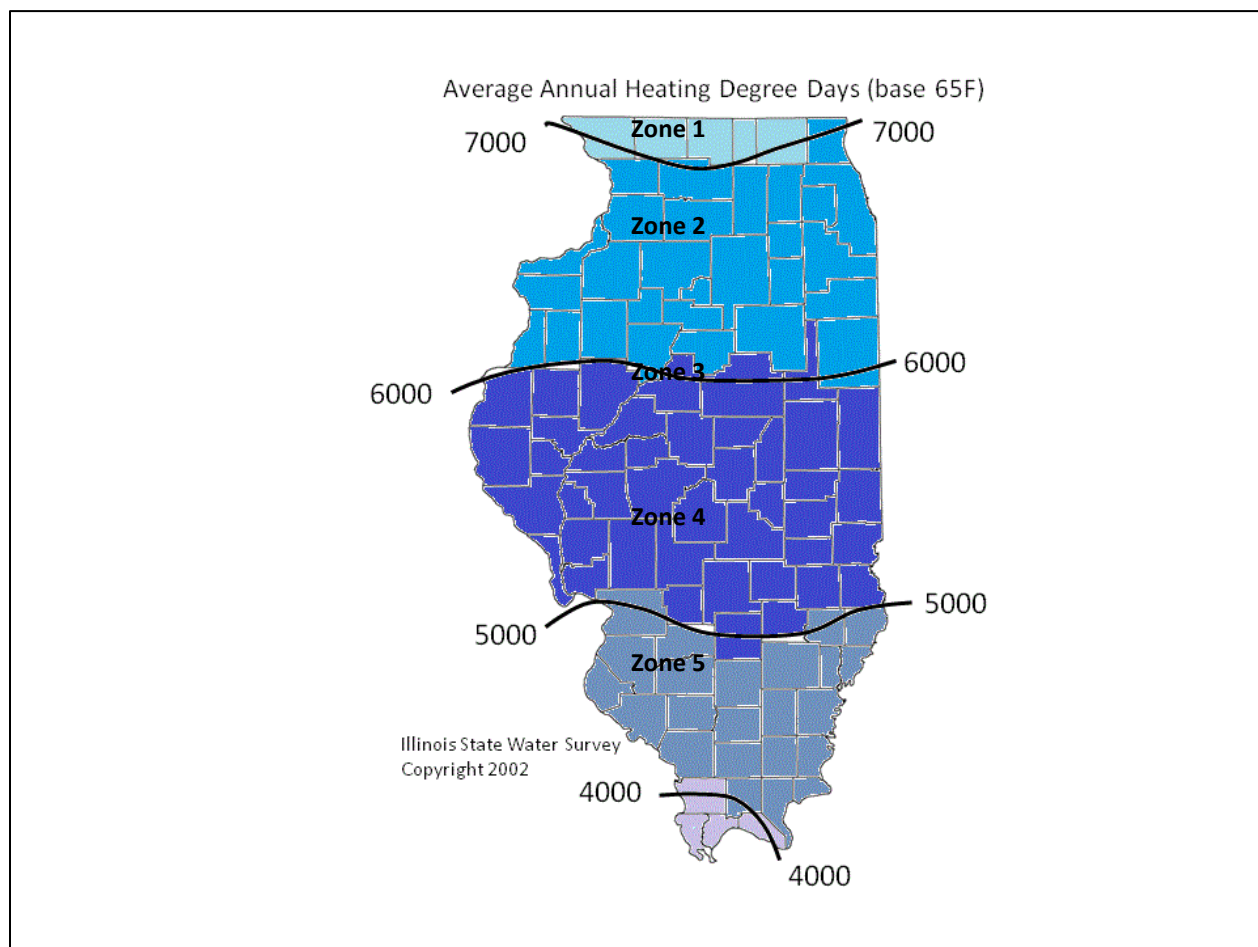 Average Annual Heating Degree Days (base 65F)
7000
Zone 1
7000
Zone 2
6000
Zone 3
6000
Zone 4
5000
5000
Zone 5
Illinois State Water Survey
Copyright 2002
4000
4000